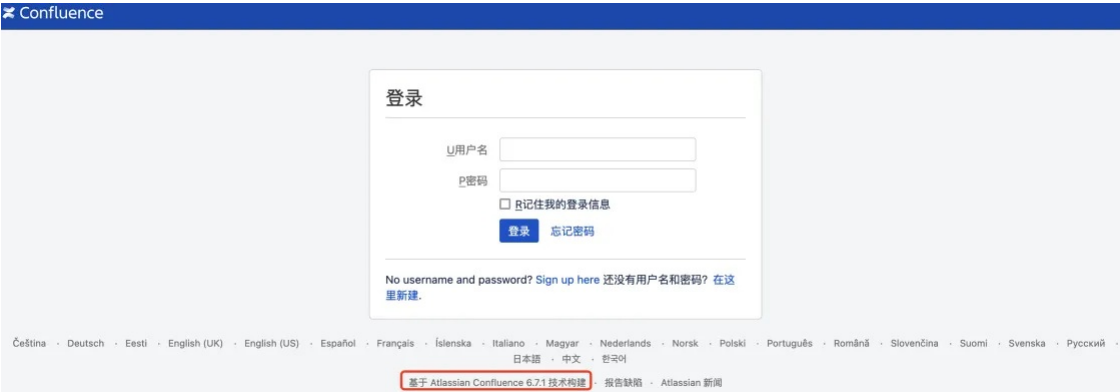 Confluence
登录
U用户名
P密码
R记住我的登录信息
登录 忘记密码
No username and password? Sign up here 还没有用户名和密码? 在这
里新建.
Čeština · Deutsch · Eesti · English (UK) · English (US) · Español · Français · Íslenska · Italiano · Magyar · Nederlands · Norsk · Polski · Português · Română · Slovenčina · Suomi · Svenska · Русский ·
日本語 · 中文 · 한국어
基于 Atlassian Confluence 6.7.1 技术构建 · 报告缺陷 · Atlassian 新闻